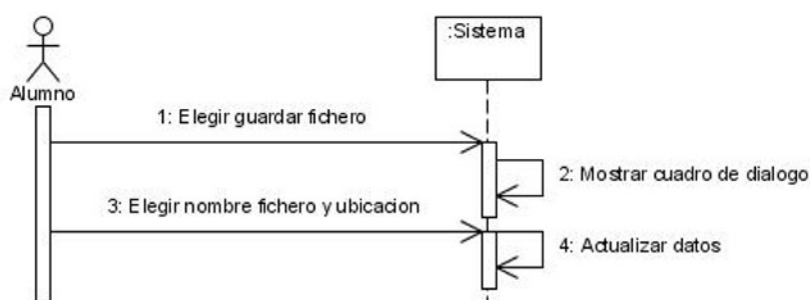 :Sistema
Alumno
1: Elegir guardar fichero
2: Mostrar cuadro de dialogo
3: Elegir nombre fichero y ubicacion
4: Actualizar datos